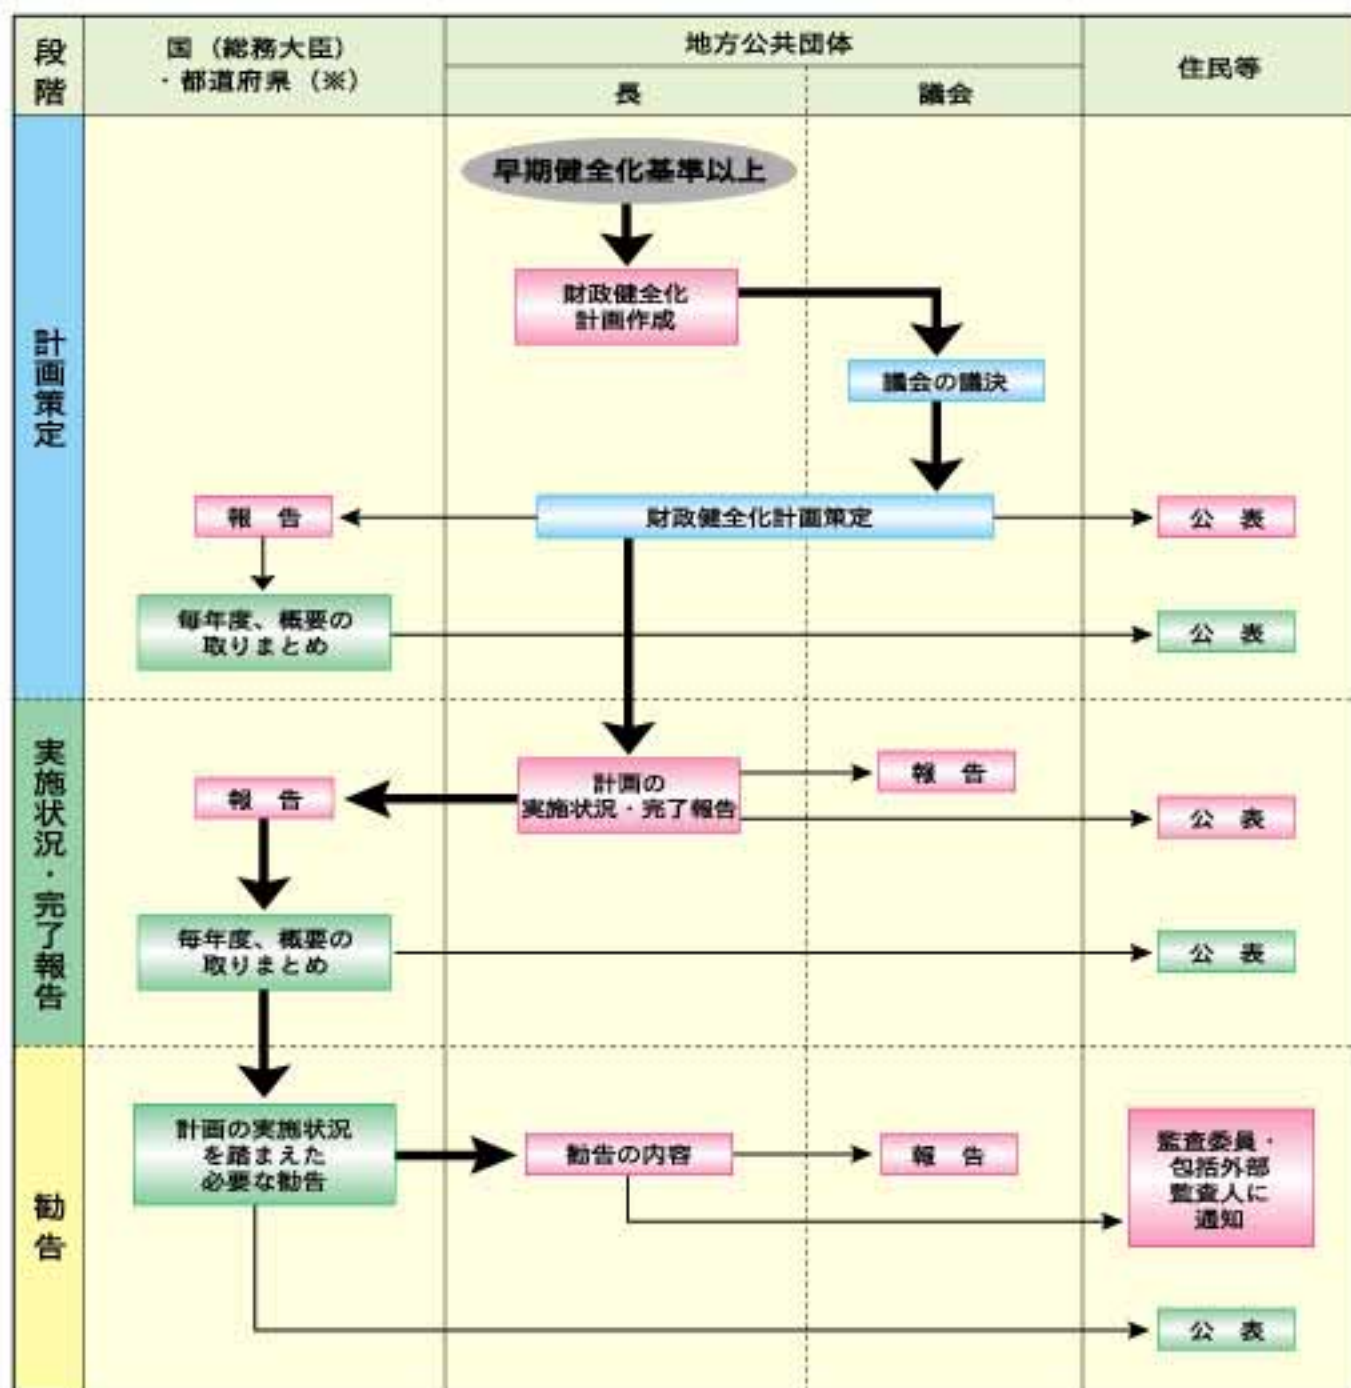 段階
国（総務大臣）
・都道府県（※）
地方公共団体
長
議会
住民等
計画策定
早期健全化基準以上
財政健全化
計画作成
議会の議決
報　告
財政健全化計画策定
公　表
毎年度、概要の
取りまとめ
公　表
実施状況・完了報告
報　告
計画の
実施状況・完了報告
報　告
公　表
毎年度、概要の
取りまとめ
公　表
勧告
計画の実施状況
を踏まえた
必要な勧告
勧告の内容
報　告
監査委員・
包括外部
監査人に
通知
公　表